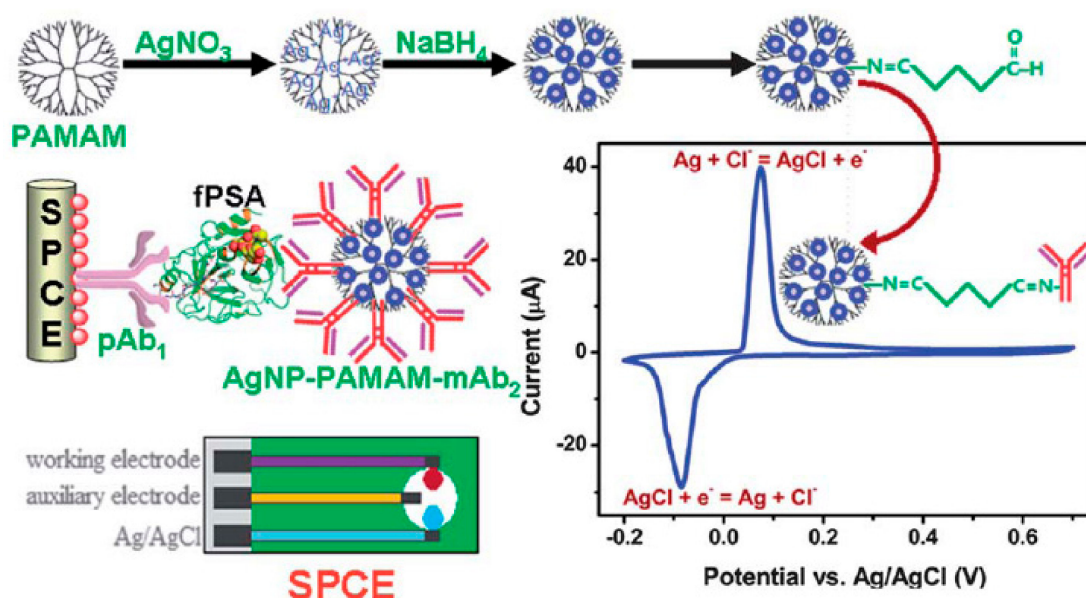 AgNO₃
NaBH₄
Ag⁺ Ag⁺ Ag⁺ Ag⁺ Ag⁺ Ag⁺ Ag⁺
N=C
O
C-H
PAMAM
SPCE
fPSA
pAb₁
AgNP-PAMAM-mAb₂
Ag + Cl⁻ = AgCl + e⁻
N=C
C=N
AgCl + e⁻ = Ag + Cl⁻
Current (µA)
40
20
0
-20
-0.2 0.0 0.2 0.4 0.6
Potential vs. Ag/AgCl (V)
working electrode
auxiliary electrode
Ag/AgCl
SPCE